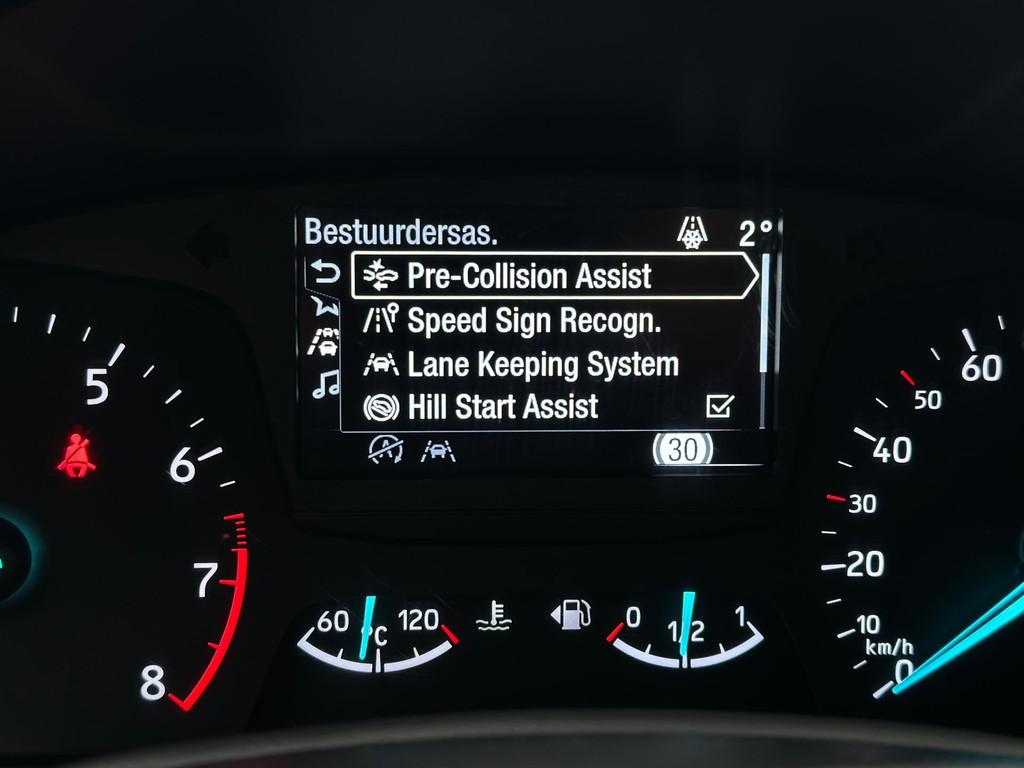 Bestuurdersas.
2°
Pre-Collision Assist
Speed Sign Recogn.
Lane Keeping System
Hill Start Assist
A
30
5
6
7
8
60
120
°C
0
1/2
1
60
50
40
30
20
10
km/h
0